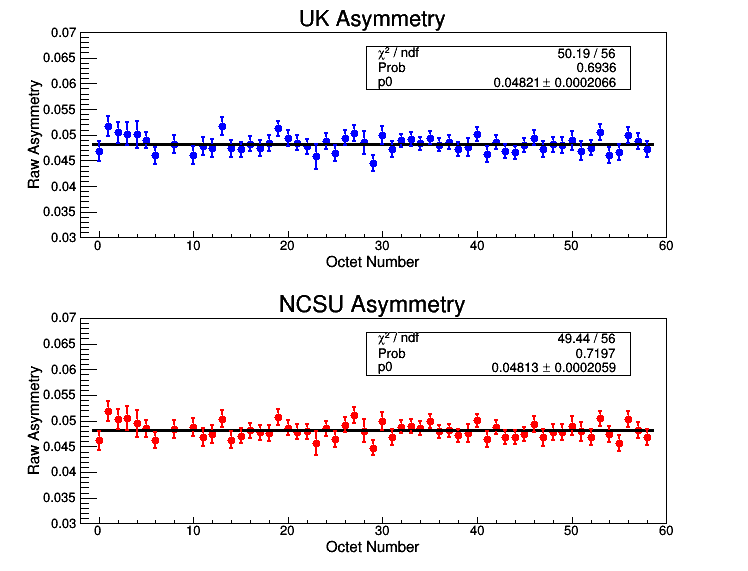 UK Asymmetry
χ² / ndf 50.19 / 56
Prob 0.6936
p0 0.04821 ± 0.0002066
Raw Asymmetry
0.07
0.065
0.06
0.055
0.05
0.045
0.04
0.035
0.03
0 10 20 30 40 50 60
Octet Number
NCSU Asymmetry
χ² / ndf 49.44 / 56
Prob 0.7197
p0 0.04813 ± 0.0002059
Raw Asymmetry
0.07
0.065
0.06
0.055
0.05
0.045
0.04
0.035
0.03
0 10 20 30 40 50 60
Octet Number